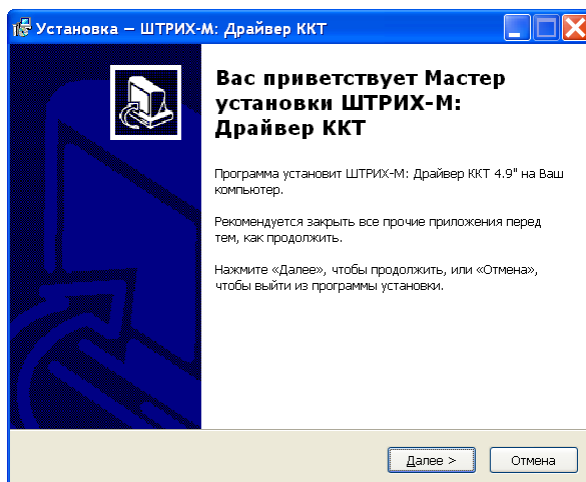 Установка — ШТРИХ-М: Драйвер ККТ
Вас приветствует Мастер
установки ШТРИХ-М:
Драйвер ККТ
Программа установит ШТРИХ-М: Драйвер ККТ 4.9" на Ваш
компьютер.
Рекомендуется закрыть все прочие приложения перед
тем, как продолжить.
Нажмите «Далее», чтобы продолжить, или «Отмена»,
чтобы выйти из программы установки.
Далее >
Отмена